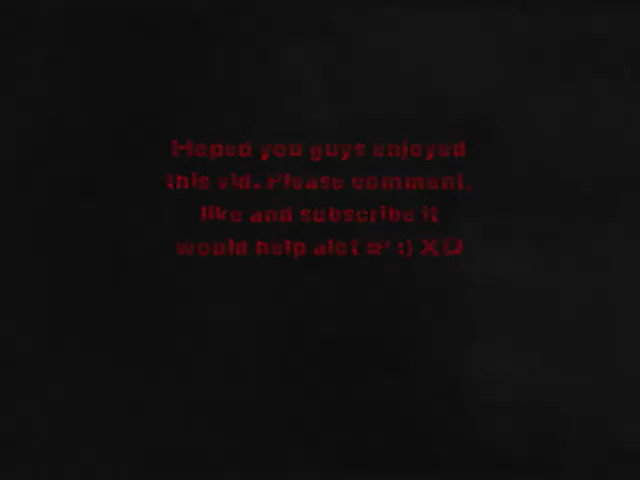 Hoped you guys enjoyed
this vid. Please comment,
like and subscribe it
would help alot :) XD